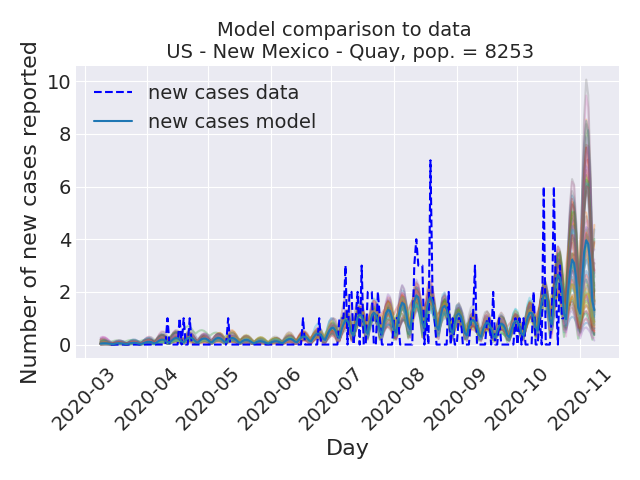 Model comparison to data
US - New Mexico - Quay, pop. = 8253
Number of new cases reported
10
8
6
4
2
0
new cases data
new cases model
2020-03
2020-04
2020-05
2020-06
2020-07
2020-08
2020-09
2020-10
2020-11
Day